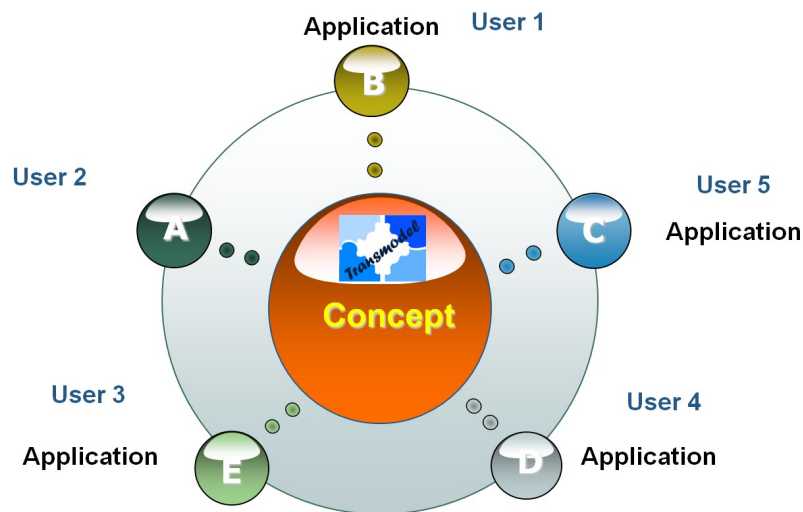 User 1
Application
B
User 2
A
User 5
C
Application
Transmodel
Concept
User 3
User 4
Application
E
D
Application